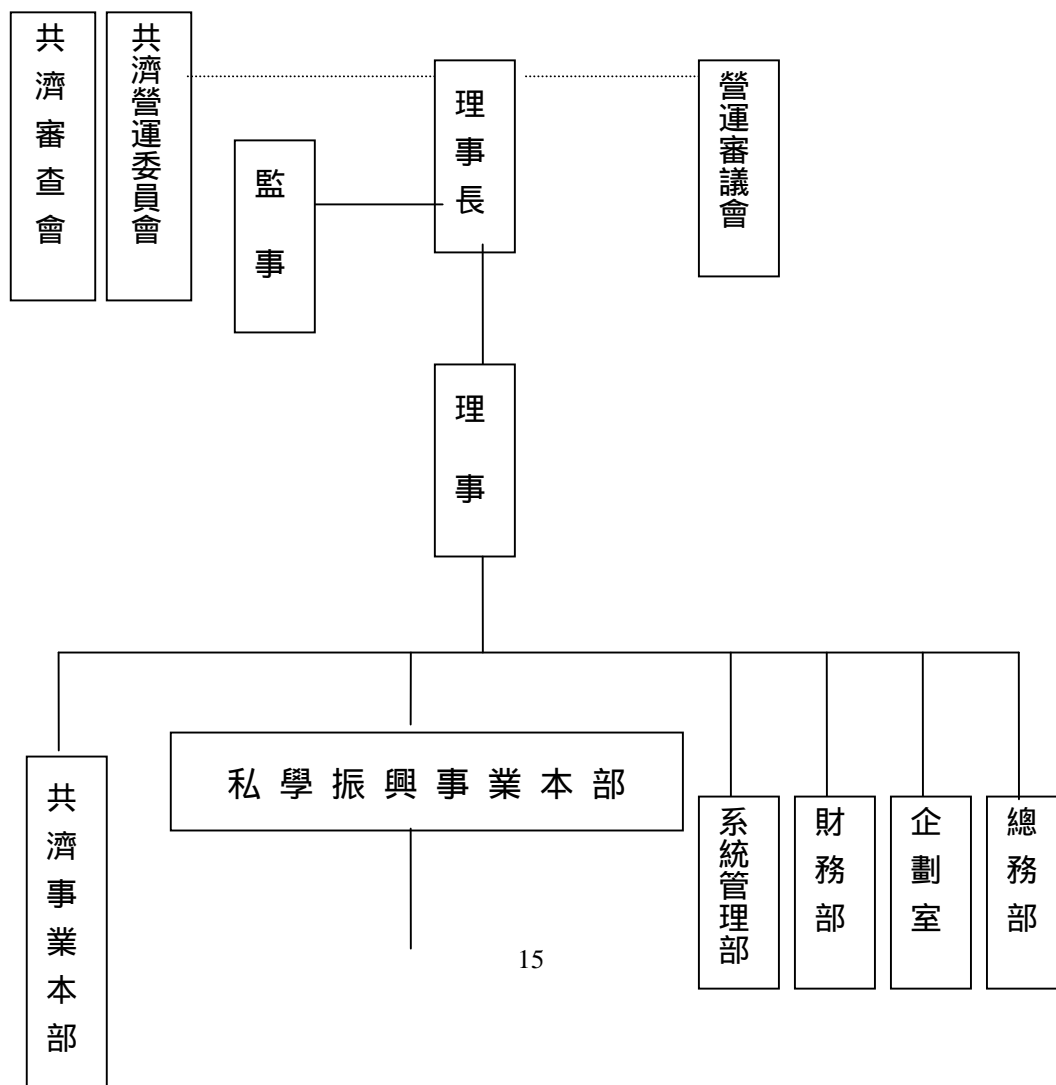 共濟審查會
共濟營運委員會
監事
理事長
營運審議會
理事
共濟事業本部
私學振興事業本部
系統管理部
財務部
企劃室
總務部
15